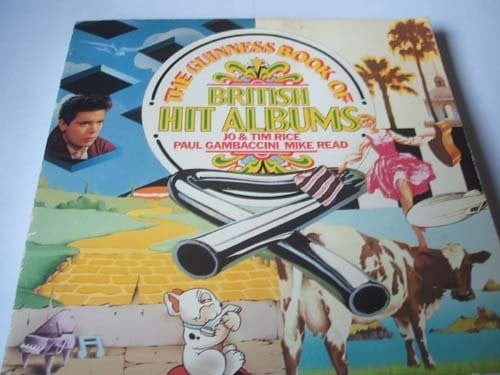 THE GUINNESS BOOK OF
BRITISH
HIT ALBUMS
JO & TIM RICE
PAUL GAMBACCINI MIKE READ